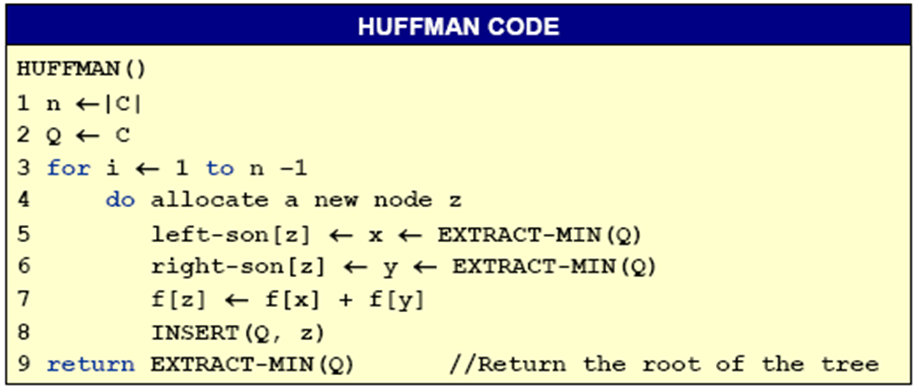 HUFFMAN CODE
HUFFMAN()
1 n ←|C|
2 Q ← C
3 for i ← 1 to n -1
4 do allocate a new node z
5 left-son[z] ← x ← EXTRACT-MIN(Q)
6 right-son[z] ← y ← EXTRACT-MIN(Q)
7 f[z] ← f[x] + f[y]
8 INSERT(Q, z)
9 return EXTRACT-MIN(Q) //Return the root of the tree